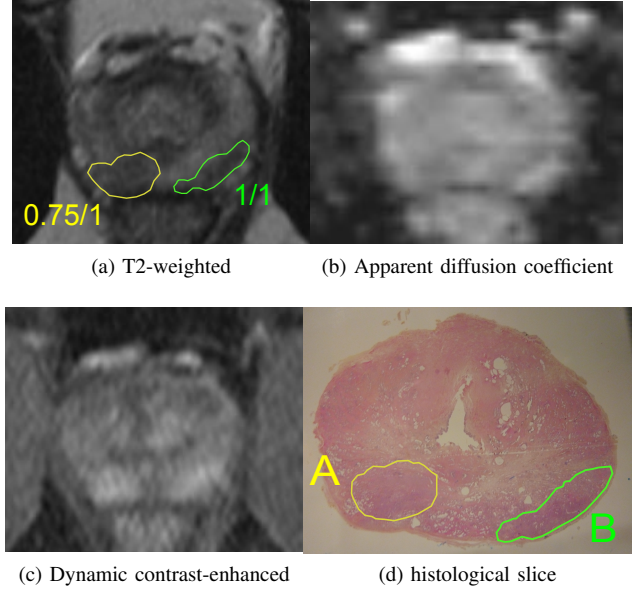 0.75/1
1/1
(a) T2-weighted
(b) Apparent diffusion coefficient
A
B
(c) Dynamic contrast-enhanced
(d) histological slice